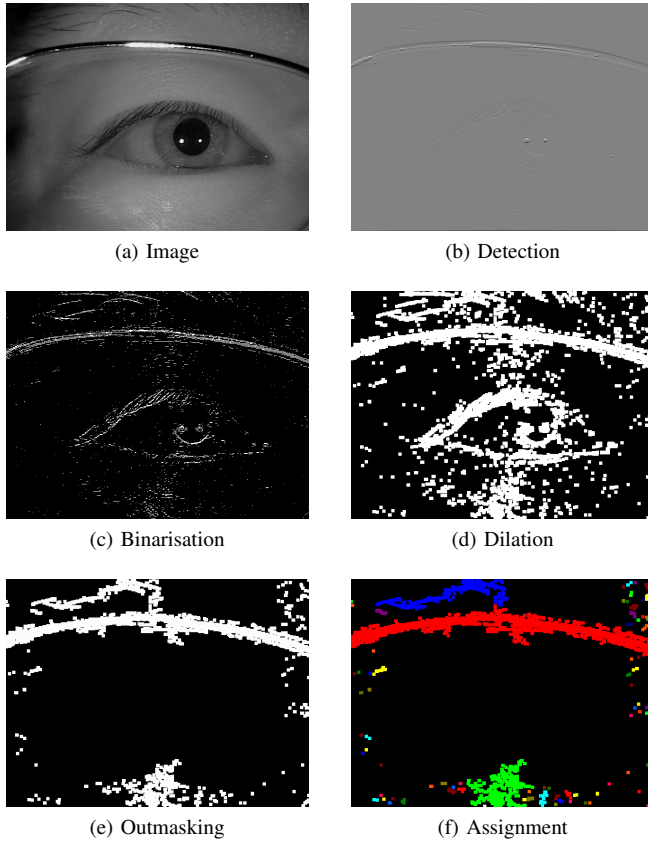 (a) Image
(b) Detection
(c) Binarisation
(d) Dilation
(e) Outmasking
(f) Assignment